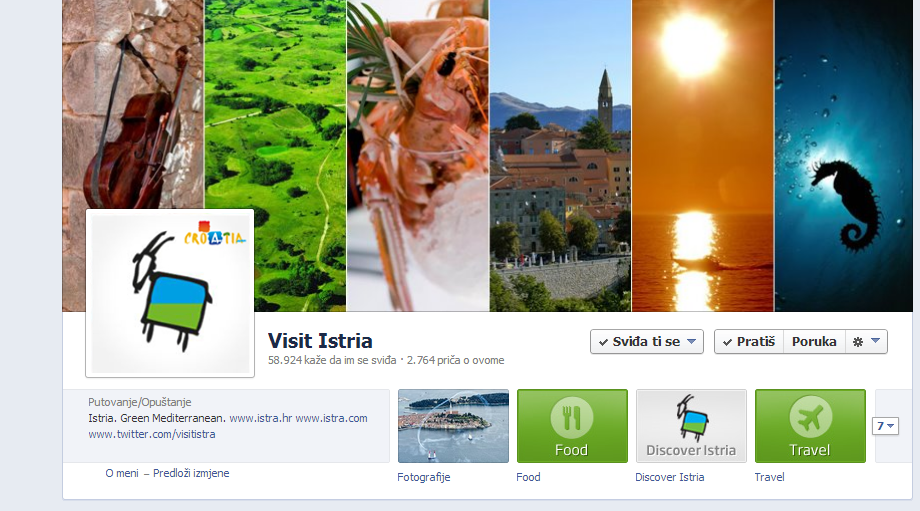 CROATIA
Visit Istria
58.924 kaže da im se sviđa · 2.764 priča o ovome
Sviđa ti se
Pratiš
Poruka
Putovanje/Opuštanje
Istria. Green Mediterranean. www.istra.hr www.istra.com
www.twitter.com/visitistra
O meni – Predloži izmjene
Food
Discover Istria
Travel
7
Fotografije
Food
Discover Istria
Travel